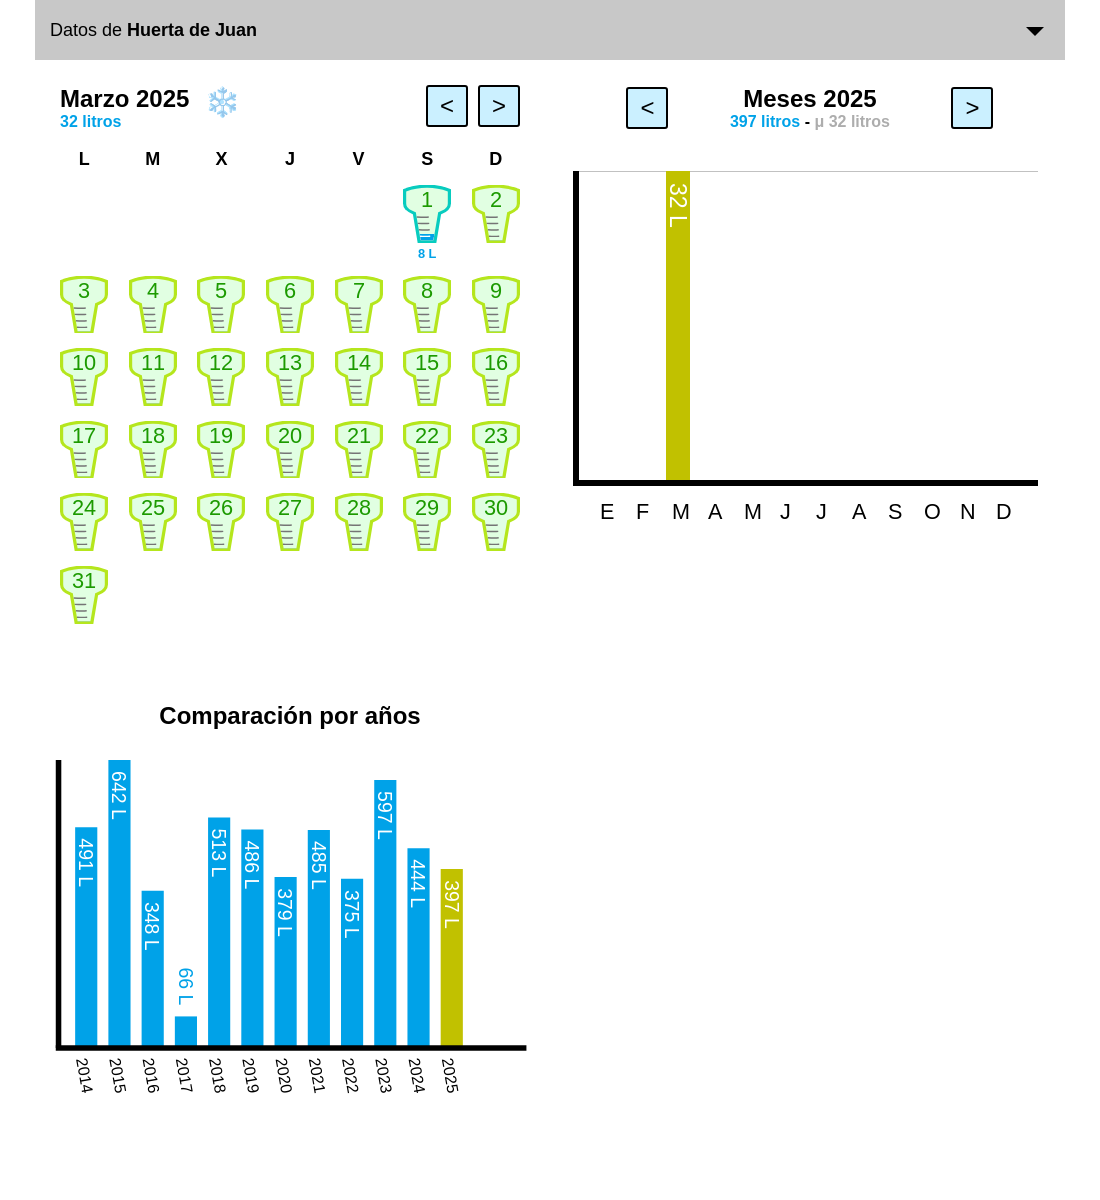 Datos de Huerta de Juan
Marzo 2025
32 litros
< >
L M X J V S D
1 2
8 L
3 4 5 6 7 8 9
10 11 12 13 14 15 16
17 18 19 20 21 22 23
24 25 26 27 28 29 30
31
<
Meses 2025
397 litros - μ 32 litros
>
32 L
E F M A M J J A S O N D
Comparación por años
491 L
642 L
348 L
66 L
513 L
486 L
379 L
485 L
375 L
597 L
444 L
397 L
2014 2015 2016 2017 2018 2019 2020 2021 2022 2023 2024 2025